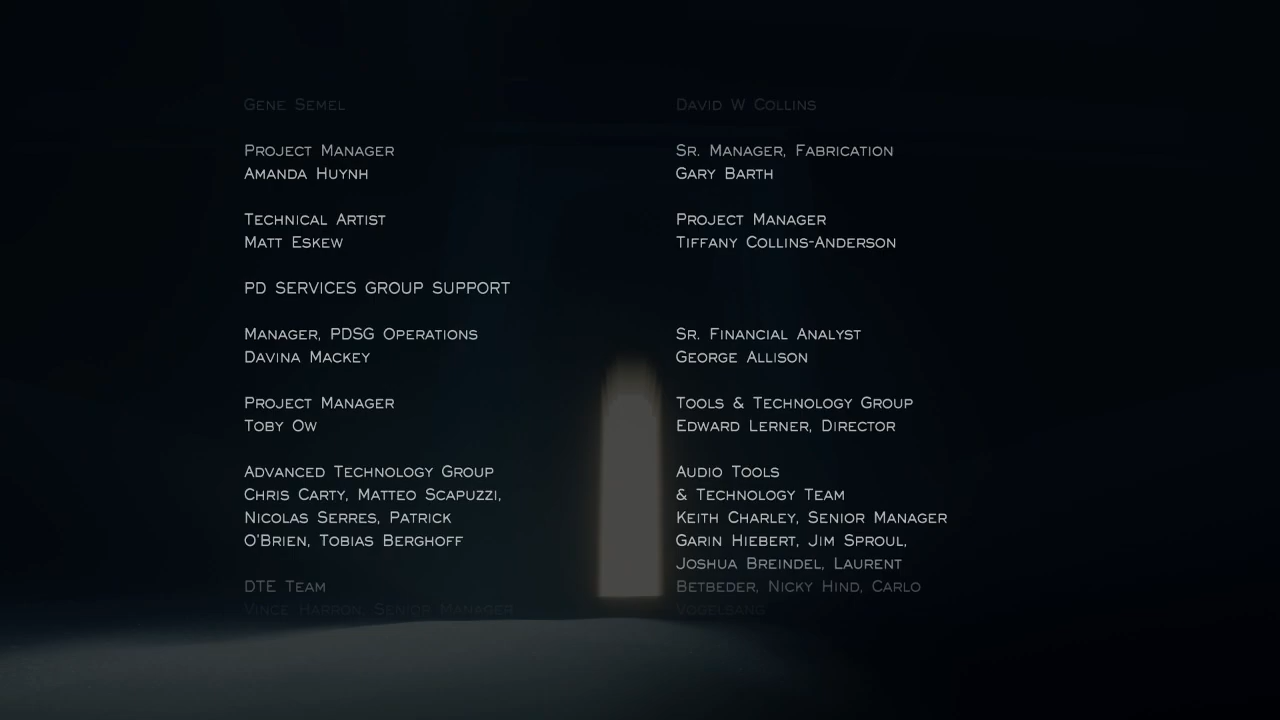 Gene Semel
Project Manager
Amanda Huynh
Technical Artist
Matt Eskew
PD SERVICES GROUP SUPPORT
Manager, PDSG Operations
Davina Mackey
Project Manager
Toby Ow
Advanced Technology Group
Chris Carty, Matteo Scapuzzi,
Nicolas Serres, Patrick
O'Brien, Tobias Berghoff
DTE Team
Vince Harron, Senior Manager
David W Collins
Sr. Manager, Fabrication
Gary Barth
Project Manager
Tiffany Collins-Anderson
Sr. Financial Analyst
George Allison
Tools & Technology Group
Edward Lerner, Director
Audio Tools
& Technology Team
Keith Charley, Senior Manager
Garin Hiebert, Jim Sproul,
Joshua Breindel, Laurent
Betbeder, Nicky Hind, Carlo
Vogelsang